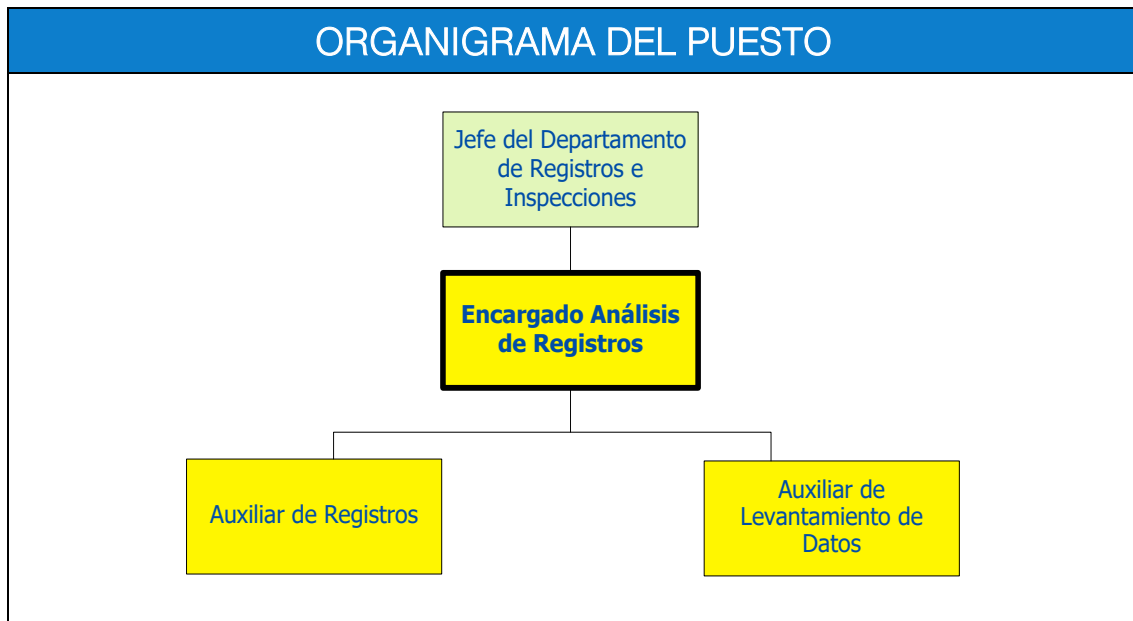 ORGANIGRAMA DEL PUESTO
Jefe del Departamento
de Registros e
Inspecciones
Encargado Análisis
de Registros
Auxiliar de Registros
Auxiliar de
Levantamiento de
Datos